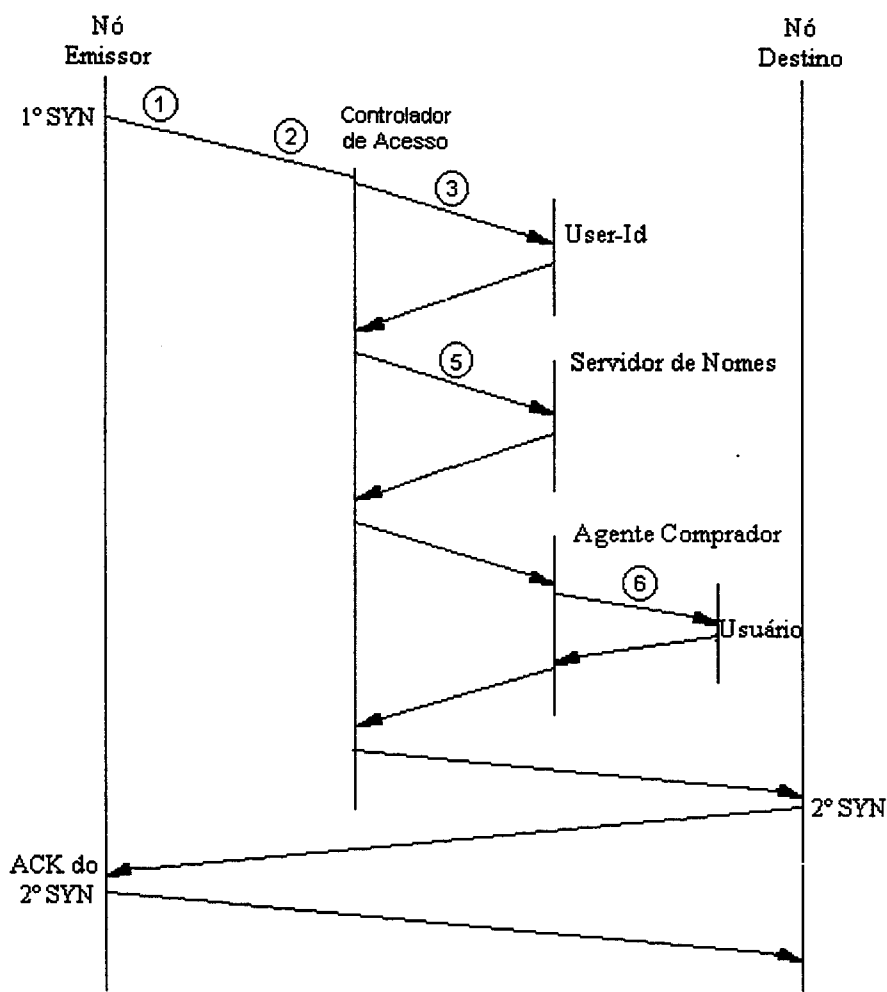 Nó
Emissor
Nó
Destino
1º SYN
1
2
Controlador
de Acesso
3
User-Id
5
Servidor de Nomes
Agente Comprador
6
Usuário
2º SYN
ACK do
2º SYN